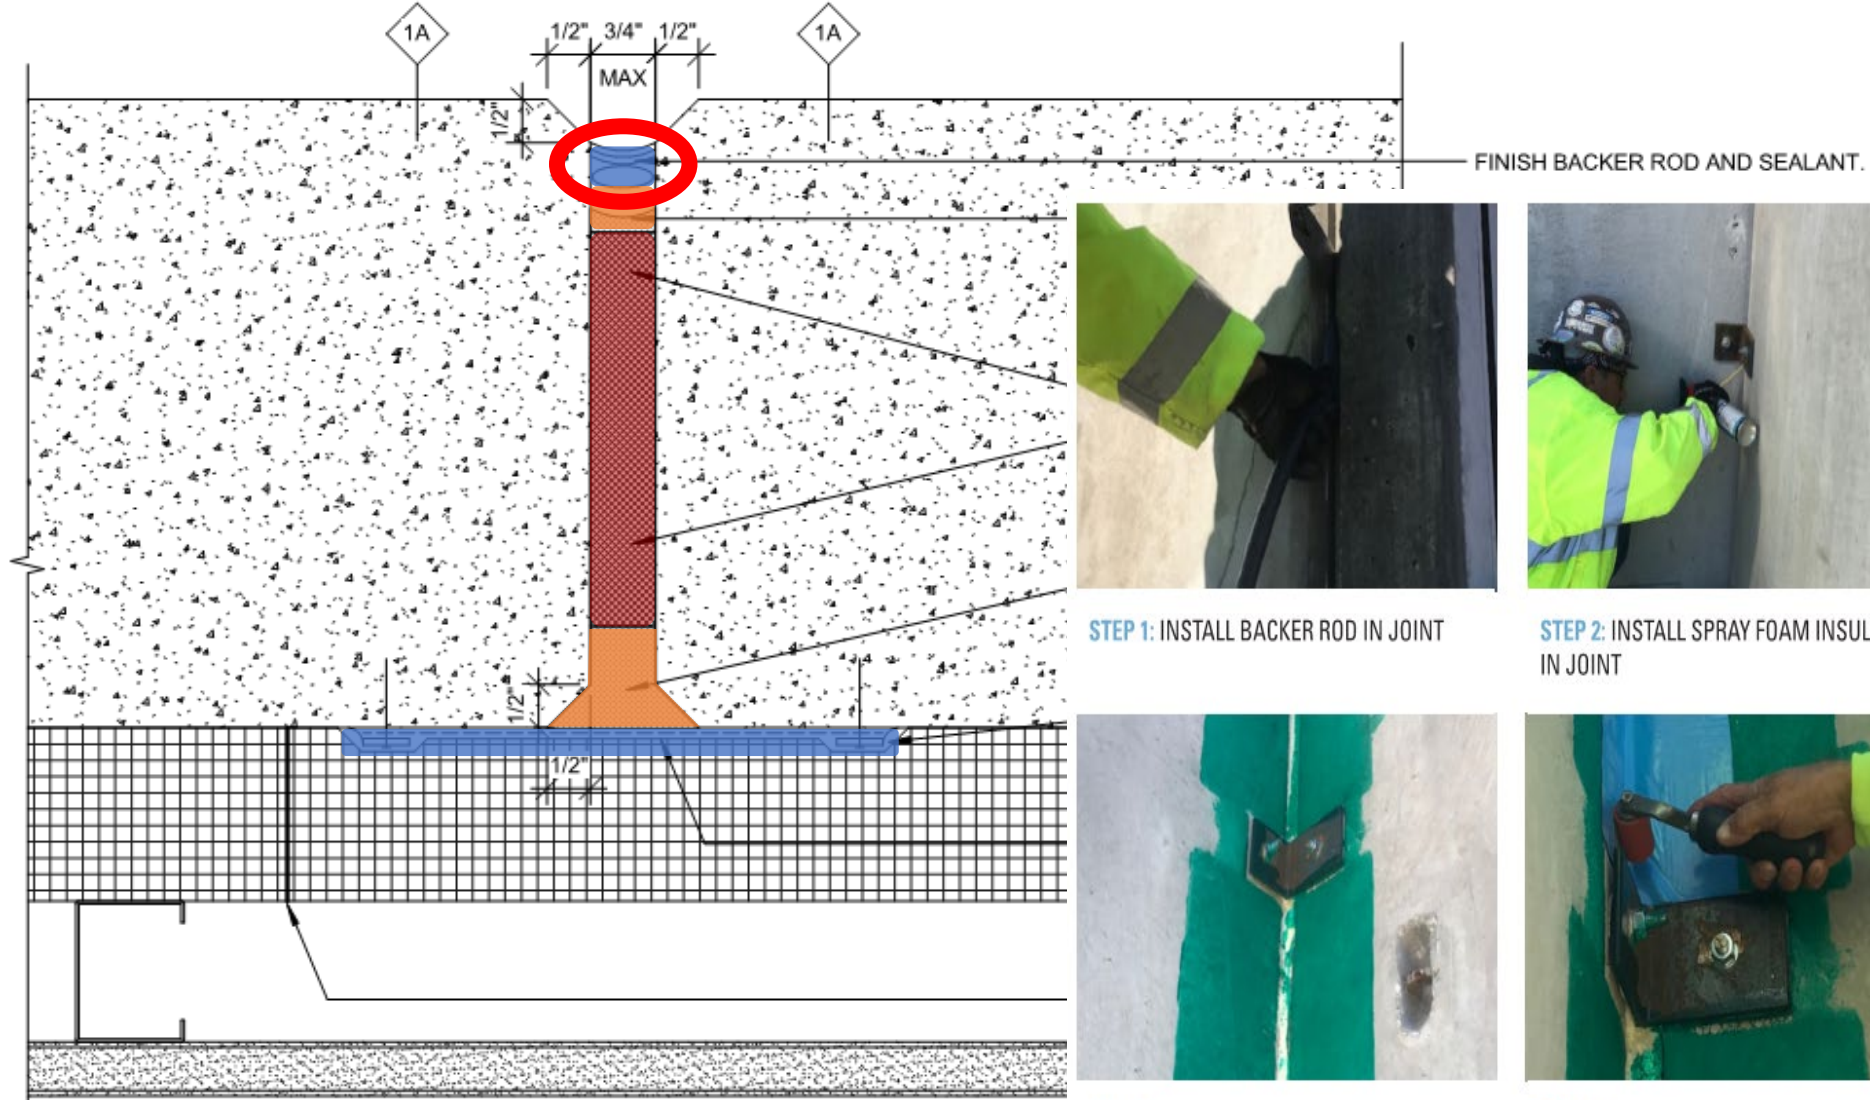 1A
1/2" 3/4" 1/2"
MAX
1A
1/2"
FINISH BACKER ROD AND SEALANT.
STEP 1: INSTALL BACKER ROD IN JOINT
STEP 2: INSTALL SPRAY FOAM INSUL
IN JOINT
1/2"
1/2"